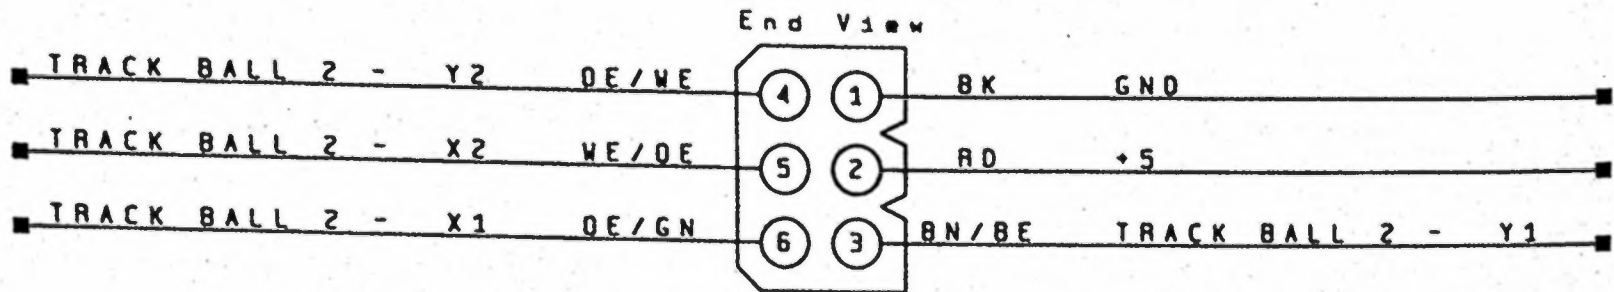 End View
TRACK BALL 2 - Y2 OE/WE 4 1 BK GND
TRACK BALL 2 - X2 WE/OE 5 2 RD +5
TRACK BALL 2 - X1 OE/GN 6 3 BN/BE TRACK BALL 2 - Y1